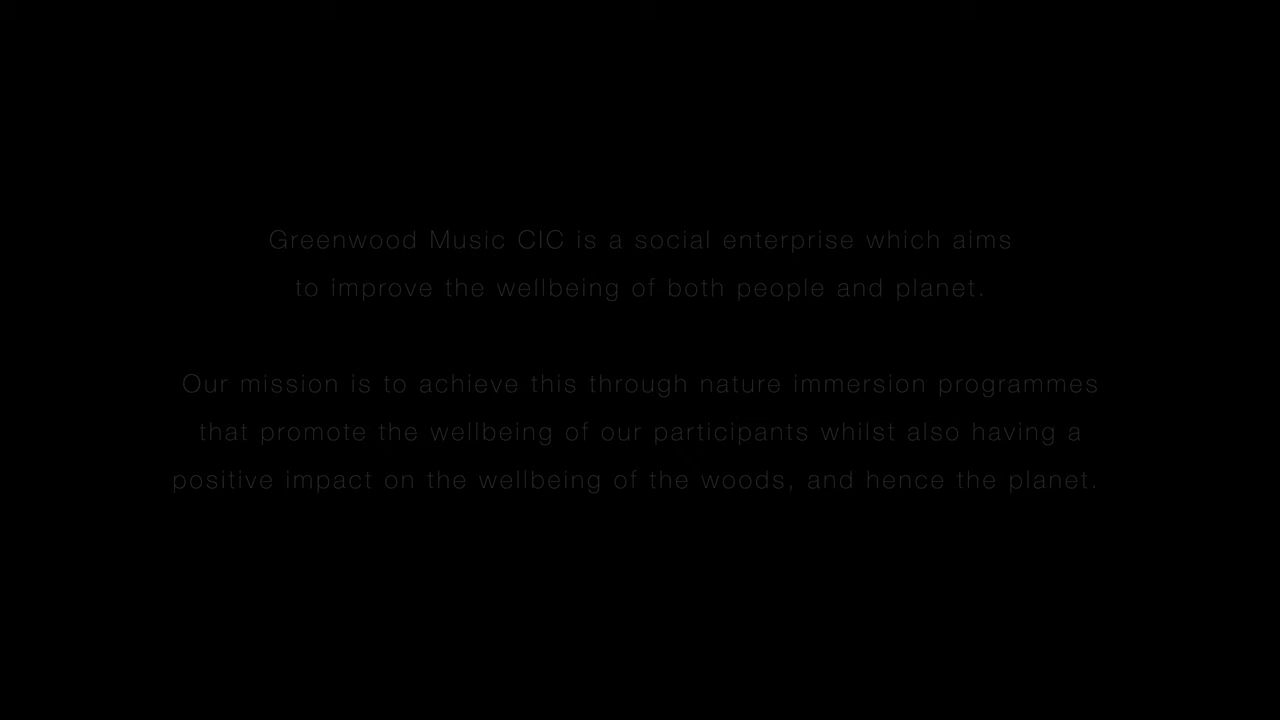 Greenwood Music CIC is a social enterprise which aims
to improve the wellbeing of both people and planet.
Our mission is to achieve this through nature immersion programmes
that promote the wellbeing of our participants whilst also having a
positive impact on the wellbeing of the woods, and hence the planet.